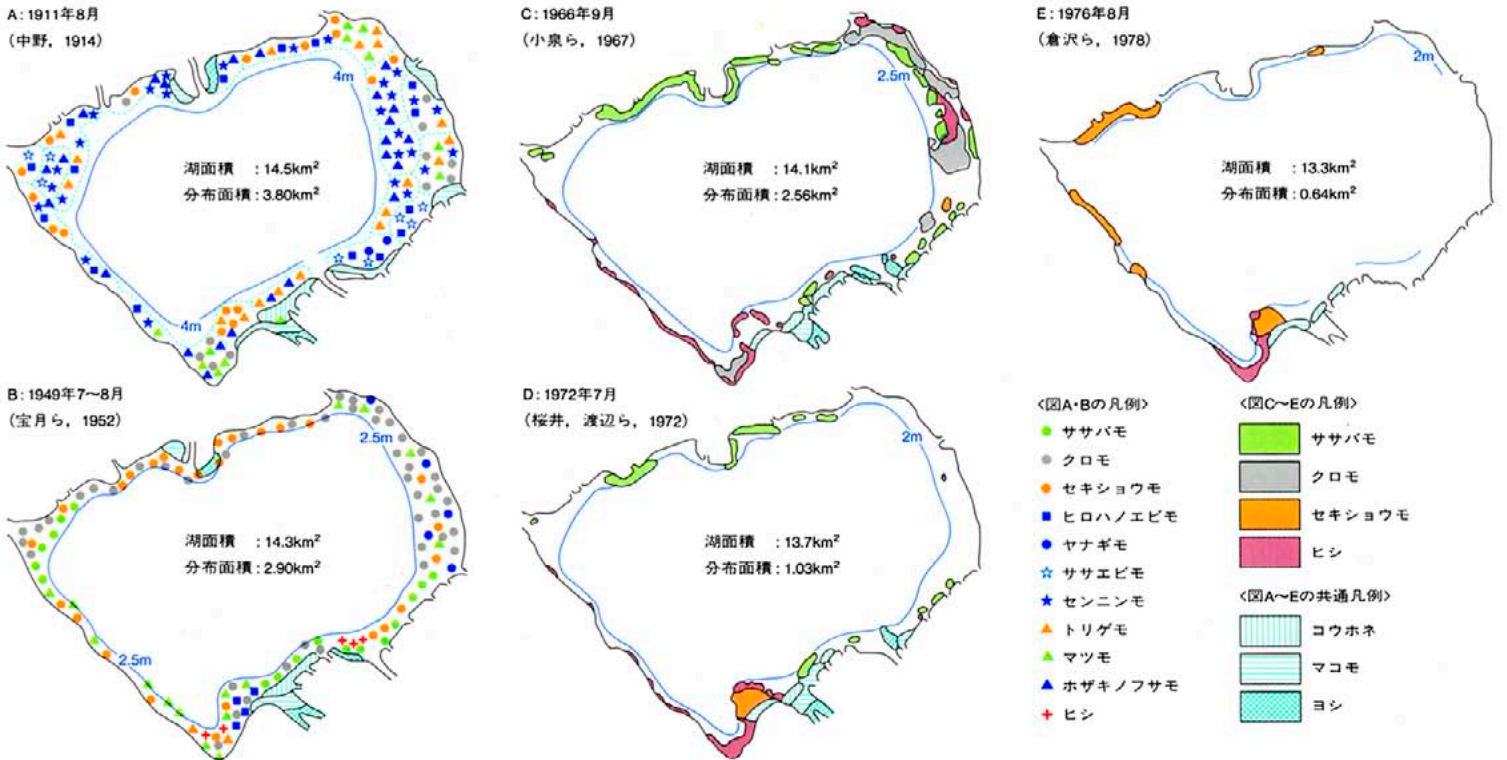 A：1911年8月
（中野，1914）
4m
湖面積　：14.5km²
分布面積：3.80km²
4m
B：1949年7～8月
（宝月ら，1952）
2.5m
湖面積　：14.3km²
分布面積：2.90km²
2.5m
C：1966年9月
（小泉ら，1967）
2.5m
湖面積　：14.1km²
分布面積：2.56km²
D：1972年7月
（桜井，渡辺ら，1972）
2m
湖面積　：13.7km²
分布面積：1.03km²
E：1976年8月
（倉沢ら，1978）
2m
湖面積　：13.3km²
分布面積：0.64km²
<図A・Bの凡例>
ササバモ
クロモ
セキショウモ
ヒロハノエビモ
ヤナギモ
ササエビモ
センニンモ
トリゲモ
マツモ
ホザキノフサモ
ヒシ
<図C～Eの凡例>
ササバモ
クロモ
セキショウモ
ヒシ
<図A～Eの共通凡例>
コウホネ
マコモ
ヨシ